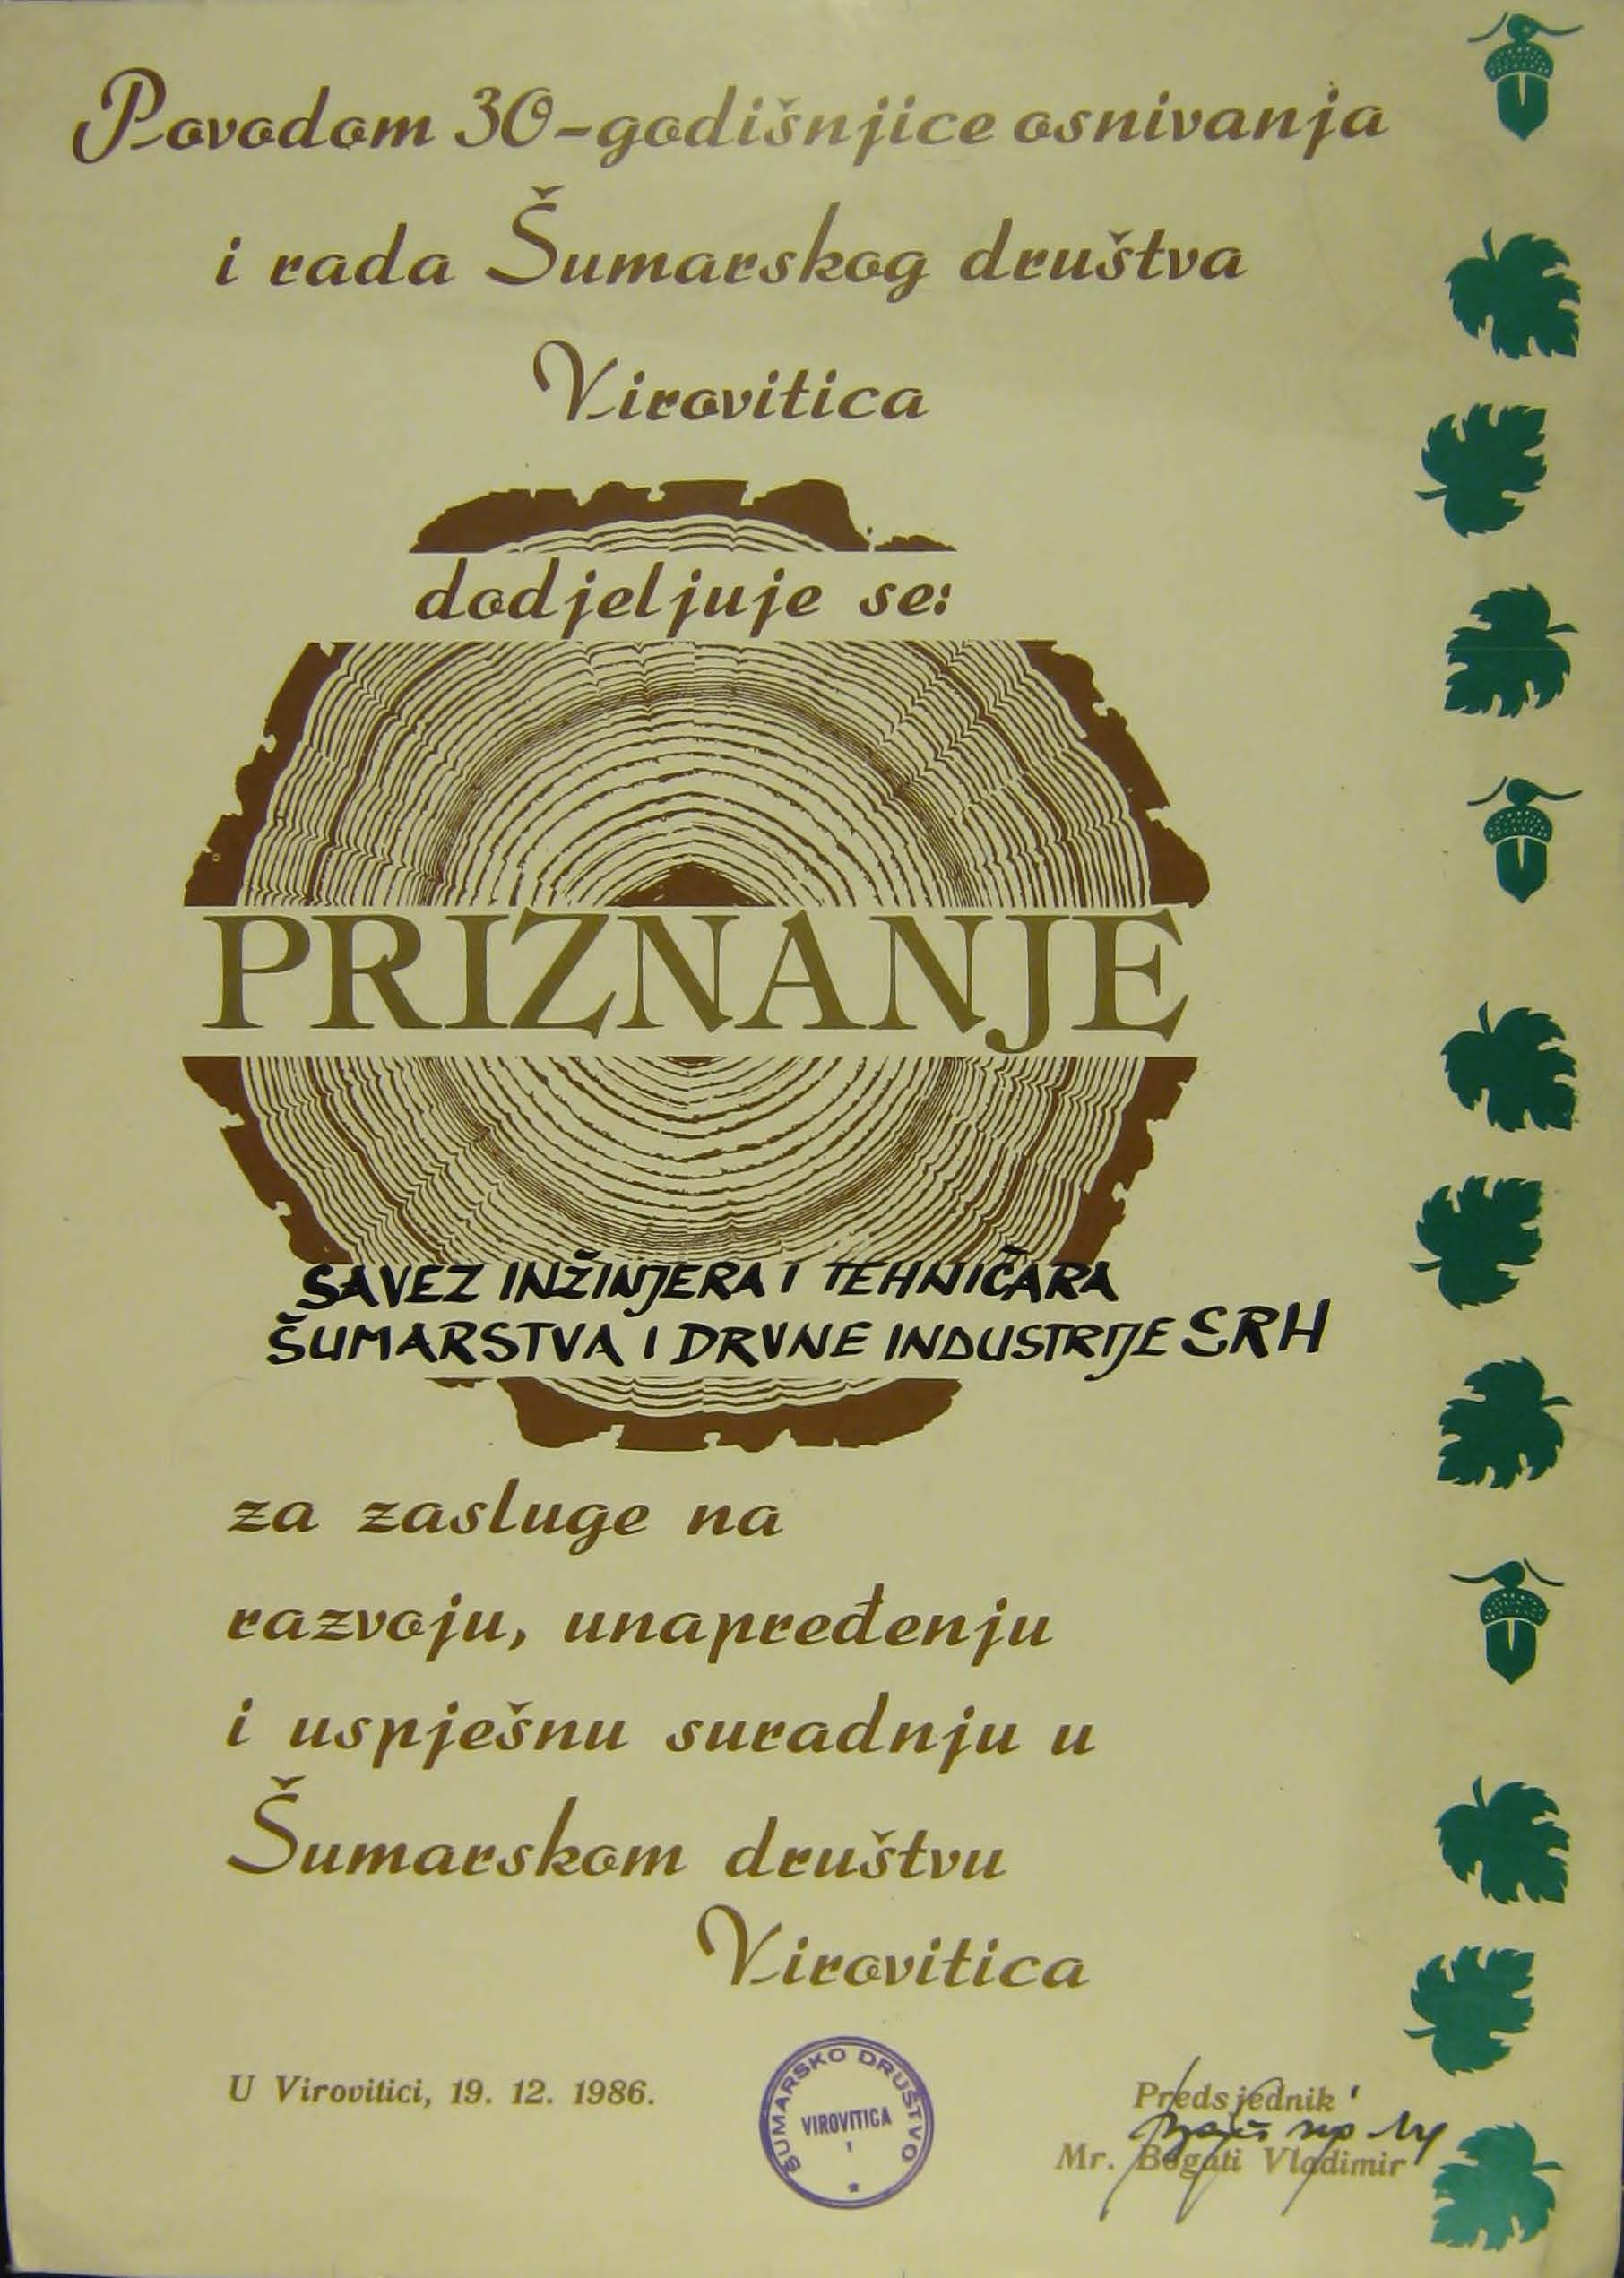 Povodom 30-godišnjice osnivanja
i rada Šumarskog društva
Virovitica
dodjeljuje se:
PRIZNANJE
SAVEZ INŽINJERA I TEHNIČARA
ŠUMARSTVA I DRVNE INDUSTRIJE SRH
za zasluge na
razvoju, unapređenju
i uspješnu suradnju u
Šumarskom društvu
Virovitica
U Virovitici, 19. 12. 1986.
ŠUMARSKO DRUŠTVO
VIROVITICA
1
Predsjednik
Mr. Bogati Vladimir